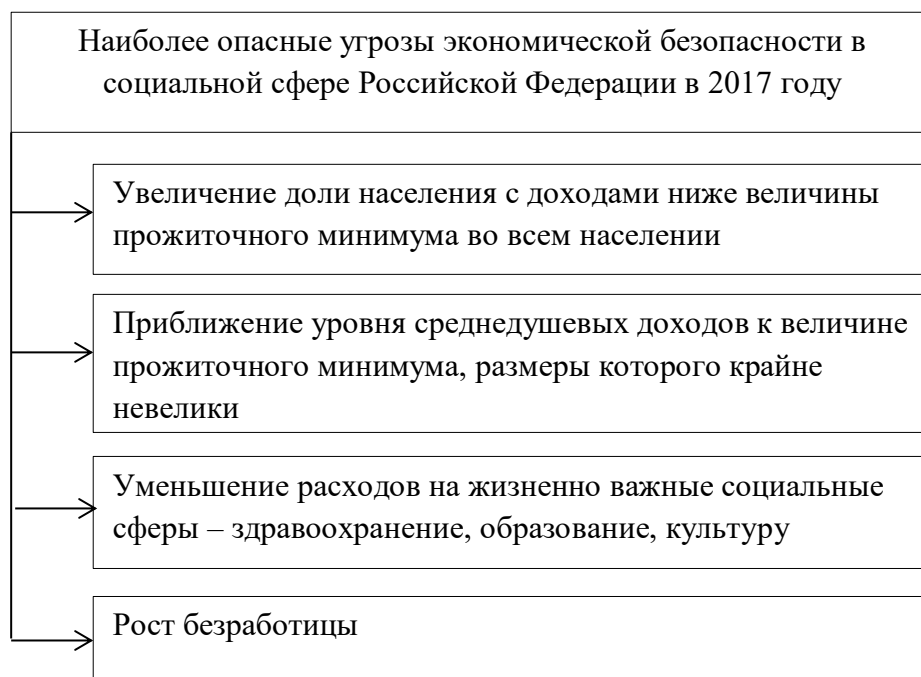 Наиболее опасные угрозы экономической безопасности в
социальной сфере Российской Федерации в 2017 году
Увеличение доли населения с доходами ниже величины
прожиточного минимума во всем населении
Приближение уровня среднедушевых доходов к величине
прожиточного минимума, размеры которого крайне
невелики
Уменьшение расходов на жизненно важные социальные
сферы – здравоохранение, образование, культуру
Рост безработицы